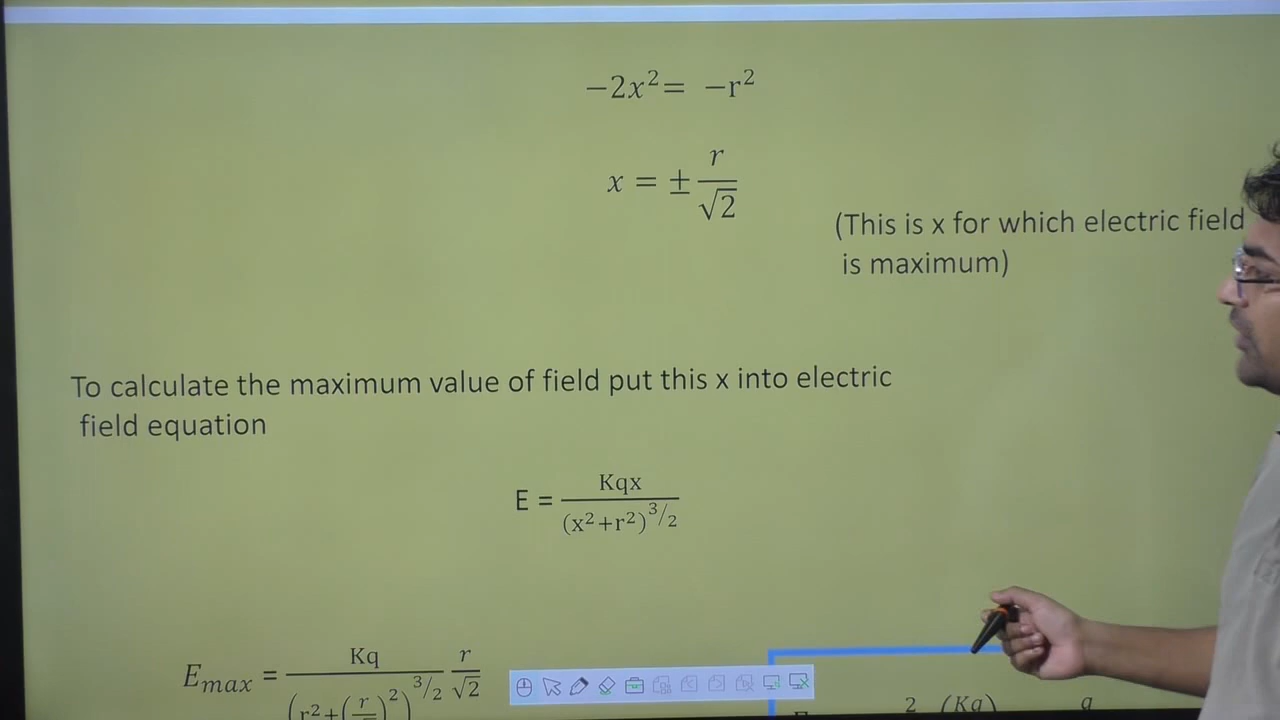 −2x²= −r²
x = ± r/√2
(This is x for which electric field
is maximum)
To calculate the maximum value of field put this x into electric
field equation
E = Kqx/(x²+r²)^3/2
E_max = Kq/(r²+(r/)²)^3/2 r/√2
2 (Kq) q